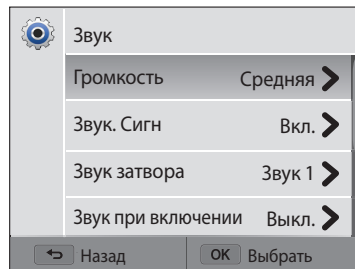 Звук
Громкость Средняя
Звук. Сигн Вкл.
Звук затвора Звук 1
Звук при включении Выкл.
Назад OK Выбрать